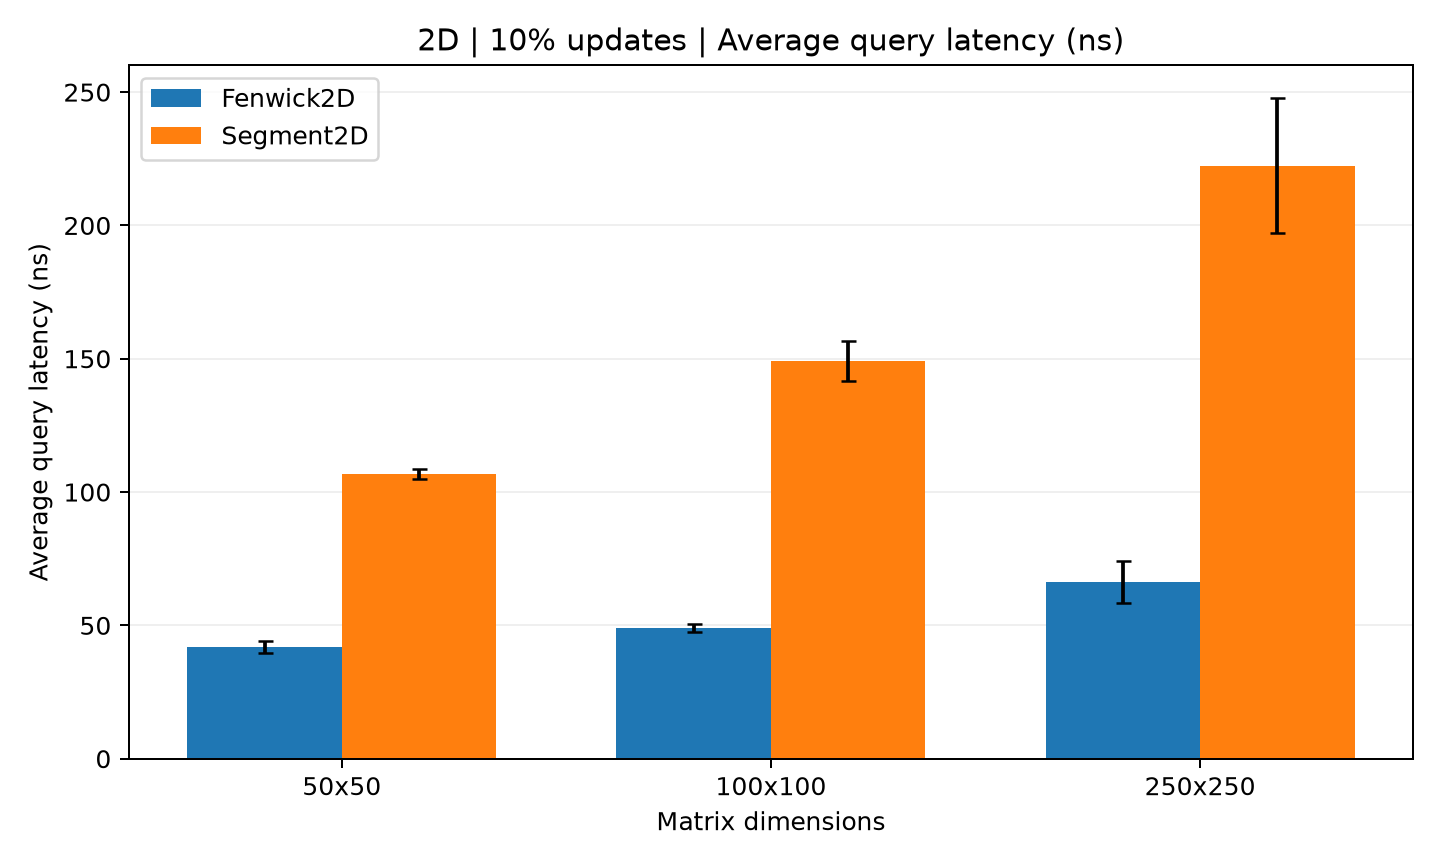 2D | 10% updates | Average query latency (ns)
Fenwick2D
Segment2D
Average query latency (ns)
250
200
150
100
50
0
50x50
100x100
250x250
Matrix dimensions